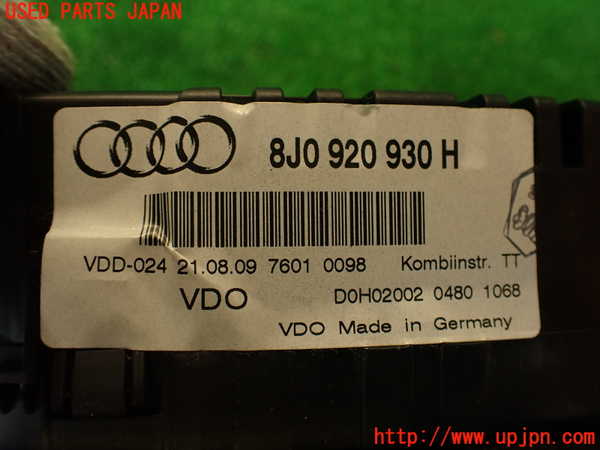 USED PARTS JAPAN
8J0 920 930 H
VDD-024 21.08.09 7601 0098 Kombiinstr. TT
VDO D0H02002 0480 1068
VDO Made in Germany
http://www.upjpn.com